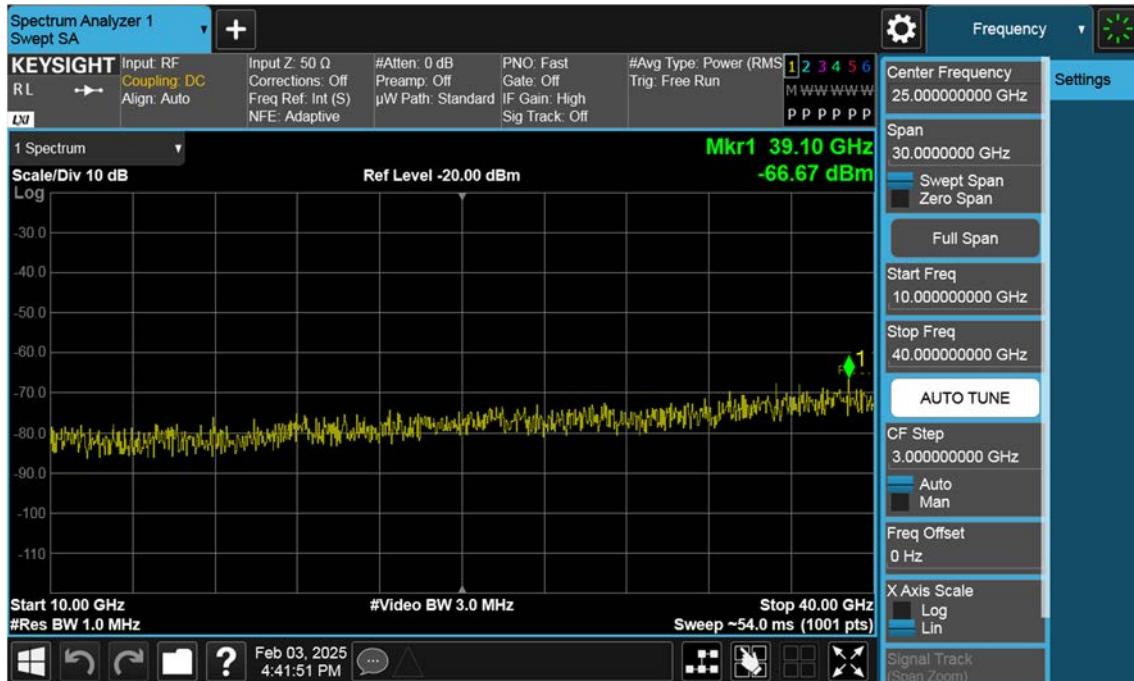 Spectrum Analyzer 1
Swept SA
Frequency
KEYSIGHT
RL
LXI
Input: RF
Coupling: DC
Align: Auto
Input Z: 50 Ω
Corrections: Off
Freq Ref: Int (S)
NFE: Adaptive
#Atten: 0 dB
Preamp: Off
µW Path: Standard
PNO: Fast
Gate: Off
IF Gain: High
Sig Track: Off
#Avg Type: Power (RMS
Trig: Free Run
1 2 3 4 5 6
M W W W W W
P P P P P P
Center Frequency
25.000000000 GHz
Settings
Span
30.0000000 GHz
Swept Span
Zero Span
Full Span
Start Freq
10.000000000 GHz
Stop Freq
40.000000000 GHz
AUTO TUNE
CF Step
3.000000000 GHz
Auto
Man
Freq Offset
0 Hz
X Axis Scale
Log
Lin
Signal Track
(Span Zoom)
1 Spectrum
Mkr1 39.10 GHz
Scale/Div 10 dB
Ref Level -20.00 dBm
-66.67 dBm
Log
-30.0
-40.0
-50.0
-60.0
1
-70.0
-80.0
-90.0
-100
-110
Start 10.00 GHz
#Video BW 3.0 MHz
Stop 40.00 GHz
#Res BW 1.0 MHz
Sweep ~54.0 ms (1001 pts)
?
Feb 03, 2025
4:41:51 PM